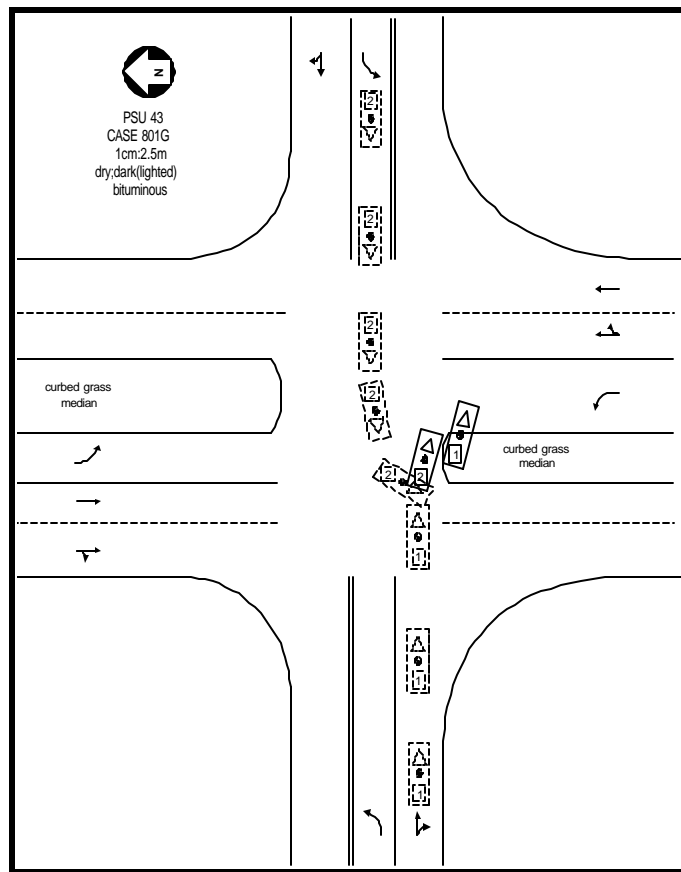 N
PSU 43
CASE 801G
1cm:2.5m
dry;dark(lighted)
bituminous
2
2
2
2
curbed grass
median
1
curbed grass
median
2
2
1
1
1